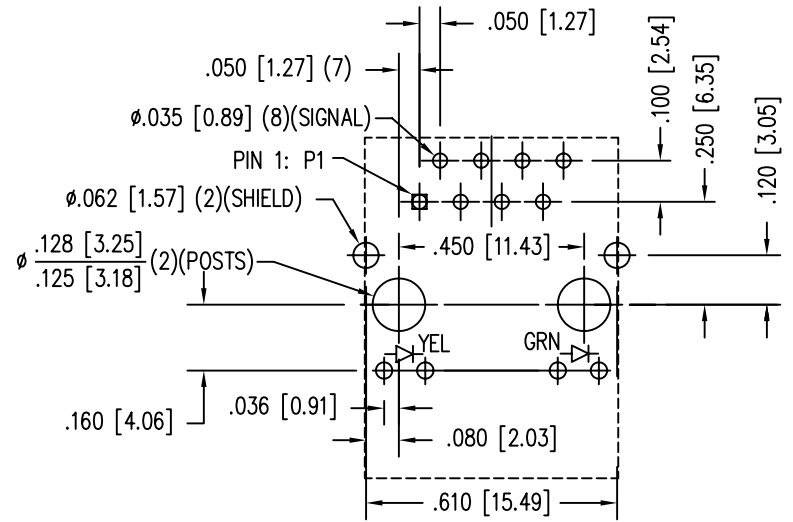 .050 [1.27]
.050 [1.27] (7)
ø.035 [0.89] (8)(SIGNAL)
PIN 1: P1
ø.062 [1.57] (2)(SHIELD)
.100 [2.54]
.250 [6.35]
.120 [3.05]
.450 [11.43]
ø .128 [3.25]
.125 [3.18] (2)(POSTS)
YEL
GRN
.036 [0.91]
.160 [4.06]
.080 [2.03]
.610 [15.49]